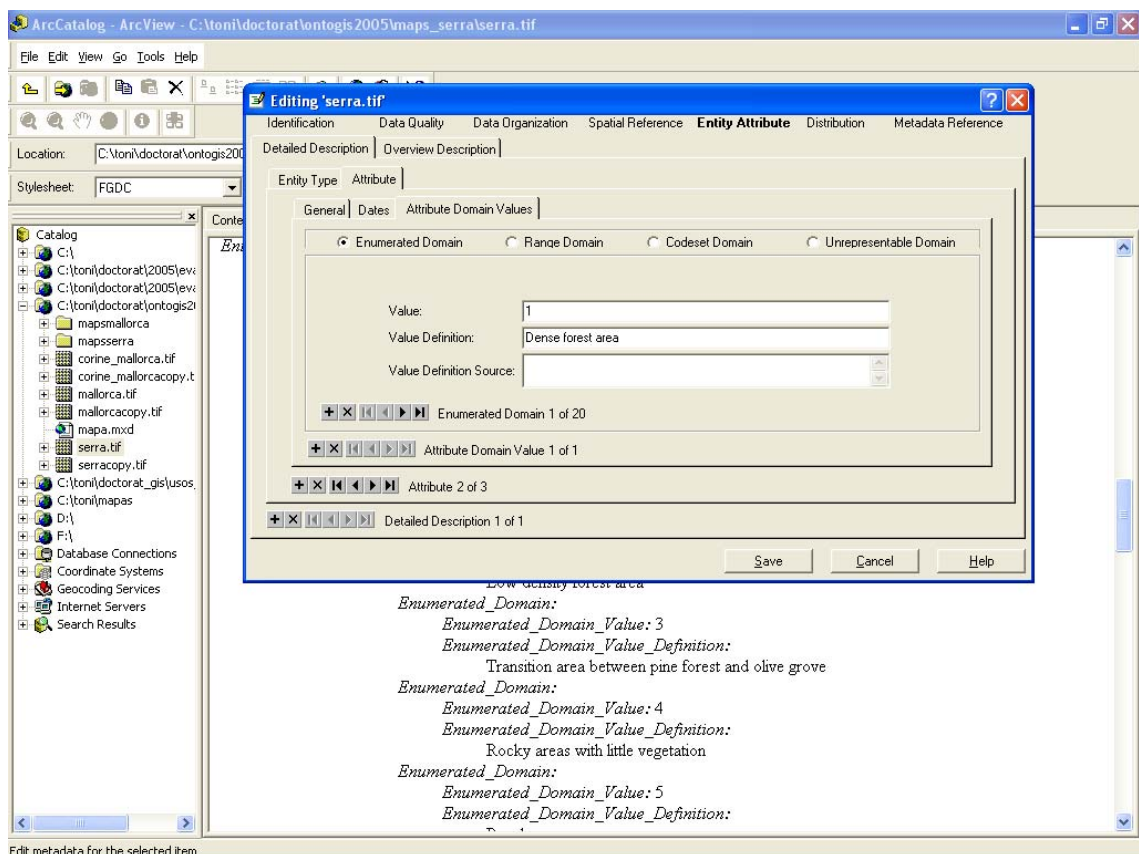 ArcCatalog - ArcView - C:\toni\doctorat\ontogis2005\maps_serra\serra.tif
File Edit View Go Tools Help
Location: C:\toni\doctorat\ontogis200
Stylesheet: FGDC
Catalog
C:\
C:\toni\doctorat\2005\eva
C:\toni\doctorat\2005\eva
C:\toni\doctorat\ontogis2
mapsmallorca
mapsserra
corine_mallorca.tif
corine_mallorcacopy.t
mallorca.tif
mallorcacopy.tif
mapa.mxd
serra.tif
serracopy.tif
C:\toni\doctorat_gis\usos_
C:\toni\mapas
D:\
F:\
Database Connections
Coordinate Systems
Geocoding Services
Internet Servers
Search Results
Conte
Enu
Editing 'serra.tif'
Identification Data Quality Data Organization Spatial Reference Entity Attribute Distribution Metadata Reference
Detailed Description Overview Description
Entity Type Attribute
General Dates Attribute Domain Values
Enumerated Domain Range Domain Codeset Domain Unrepresentable Domain
Value: 1
Value Definition: Dense forest area
Value Definition Source:
Enumerated Domain 1 of 20
Attribute Domain Value 1 of 1
Attribute 2 of 3
Detailed Description 1 of 1
Save Cancel Help
Low density forest area
Enumerated_Domain:
Enumerated_Domain_Value: 3
Enumerated_Domain_Value_Definition:
Transition area between pine forest and olive grove
Enumerated_Domain:
Enumerated_Domain_Value: 4
Enumerated_Domain_Value_Definition:
Rocky areas with little vegetation
Enumerated_Domain:
Enumerated_Domain_Value: 5
Enumerated_Domain_Value_Definition:
Edit metadata for the selected item